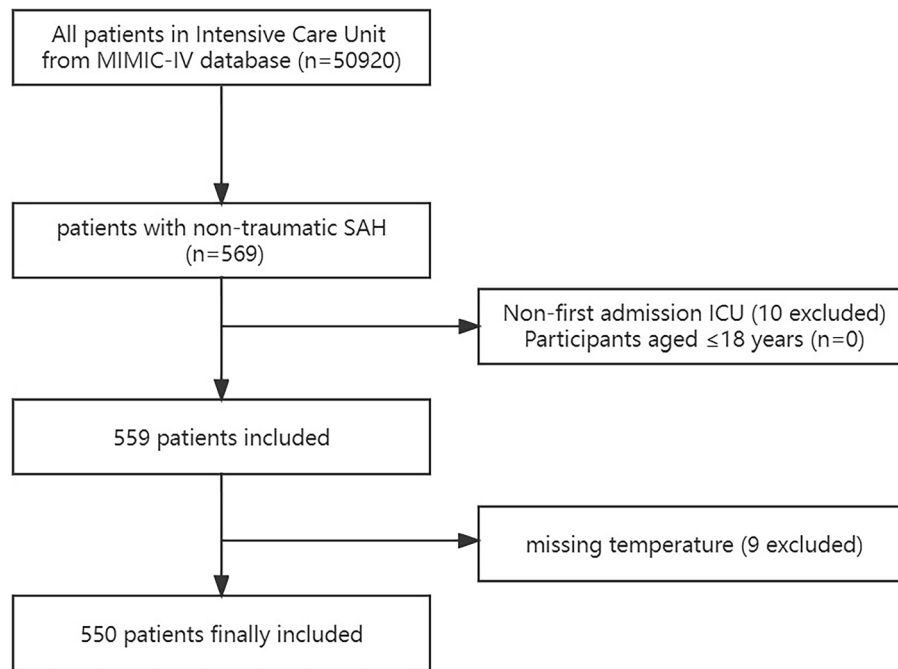 All patients in Intensive Care Unit
from MIMIC-IV database (n=50920)
patients with non-traumatic SAH
(n=569)
Non-first admission ICU (10 excluded)
Participants aged ≤18 years (n=0)
559 patients included
missing temperature (9 excluded)
550 patients finally included